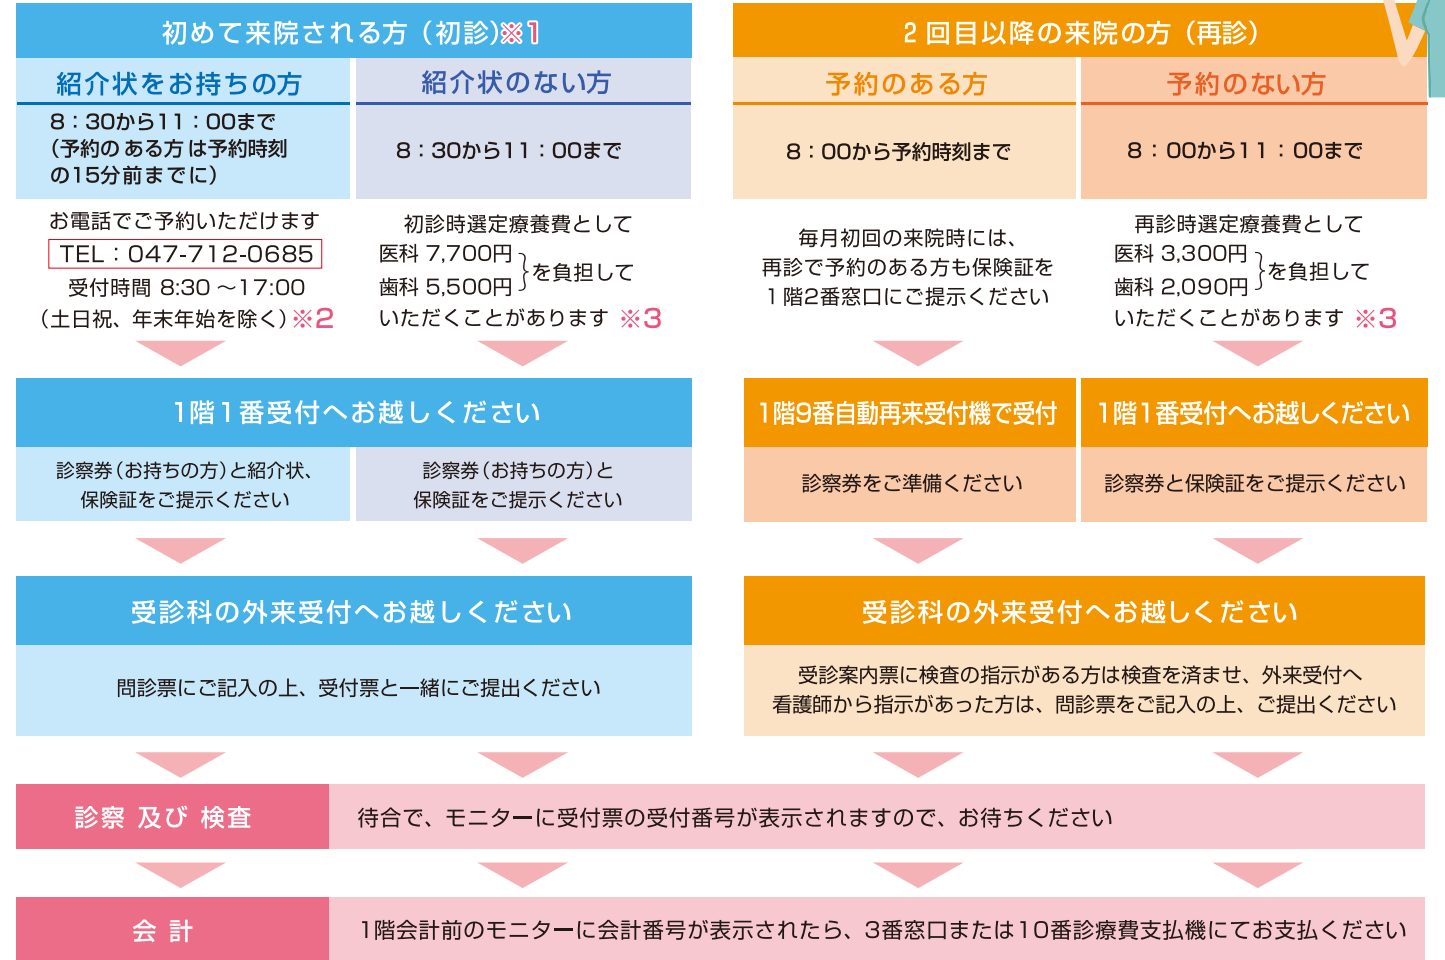 初めて来院される方（初診）※1
紹介状をお持ちの方
8：30から11：00まで
（予約の ある方 は予約時刻
の15分前までに）
お電話でご予約いただけます
TEL：047-712-0685
受付時間 8:30 ～17:00
（土日祝、年末年始を除く）※2
紹介状のない方
8：30から11：00まで
初診時選定療養費として
医科 7,700円
歯科 5,500円
を負担して
いただくことがあります ※3
1階1番受付へお越しください
診察券（お持ちの方）と紹介状、
保険証をご提示ください
診察券（お持ちの方）と
保険証をご提示ください
受診科の外来受付へお越しください
問診票にご記入の上、受付票と一緒にご提出ください
2回目以降の来院の方（再診）
予約のある方
8：00から予約時刻まで
毎月初回の来院時には、
再診で予約のある方も保険証を
1階2番窓口にご提示ください
予約のない方
8：00から11：00まで
再診時選定療養費として
医科 3,300円
歯科 2,090円
を負担して
いただくことがあります ※3
1階9番自動再来受付機で受付
診察券をご準備ください
1階1番受付へお越しください
診察券と保険証をご提示ください
受診科の外来受付へお越しください
受診案内票に検査の指示がある方は検査を済ませ、外来受付へ
看護師から指示があった方は、問診票をご記入の上、ご提出ください
診察 及び 検査
待合で、モニターに受付票の受付番号が表示されますので、お待ちください
会 計
1階会計前のモニターに会計番号が表示されたら、3番窓口または10番診療費支払機にてお支払ください